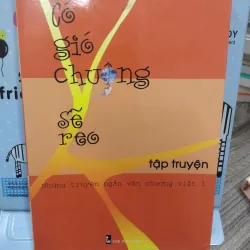 Có
gió
chuông
sẽ
reo
tập truyện
những truyện ngắn văn chương việt 1